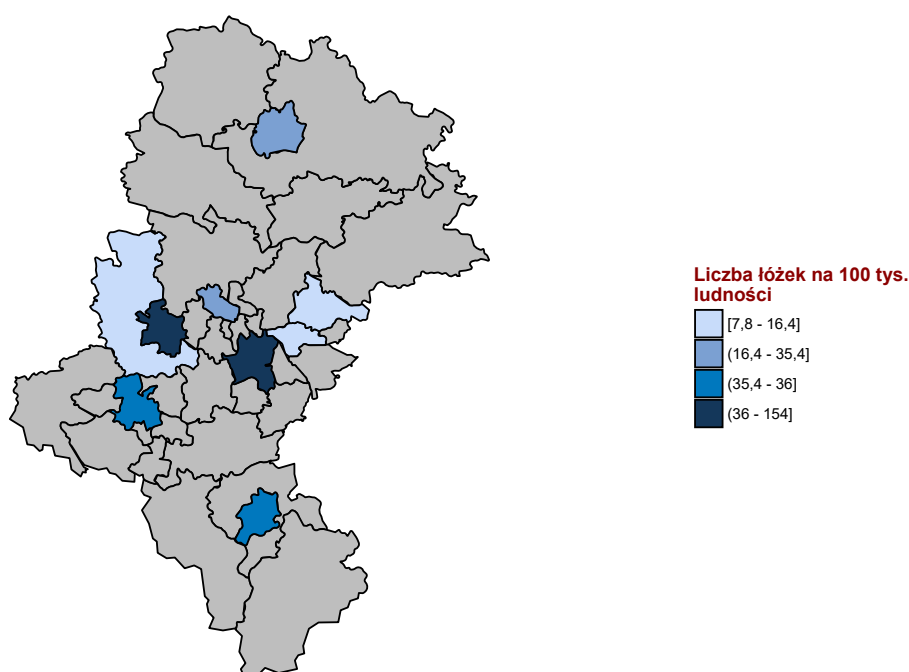 Liczba łóżek na 100 tys.
ludności
[7,8 - 16,4]
(16,4 - 35,4]
(35,4 - 36]
(36 - 154]